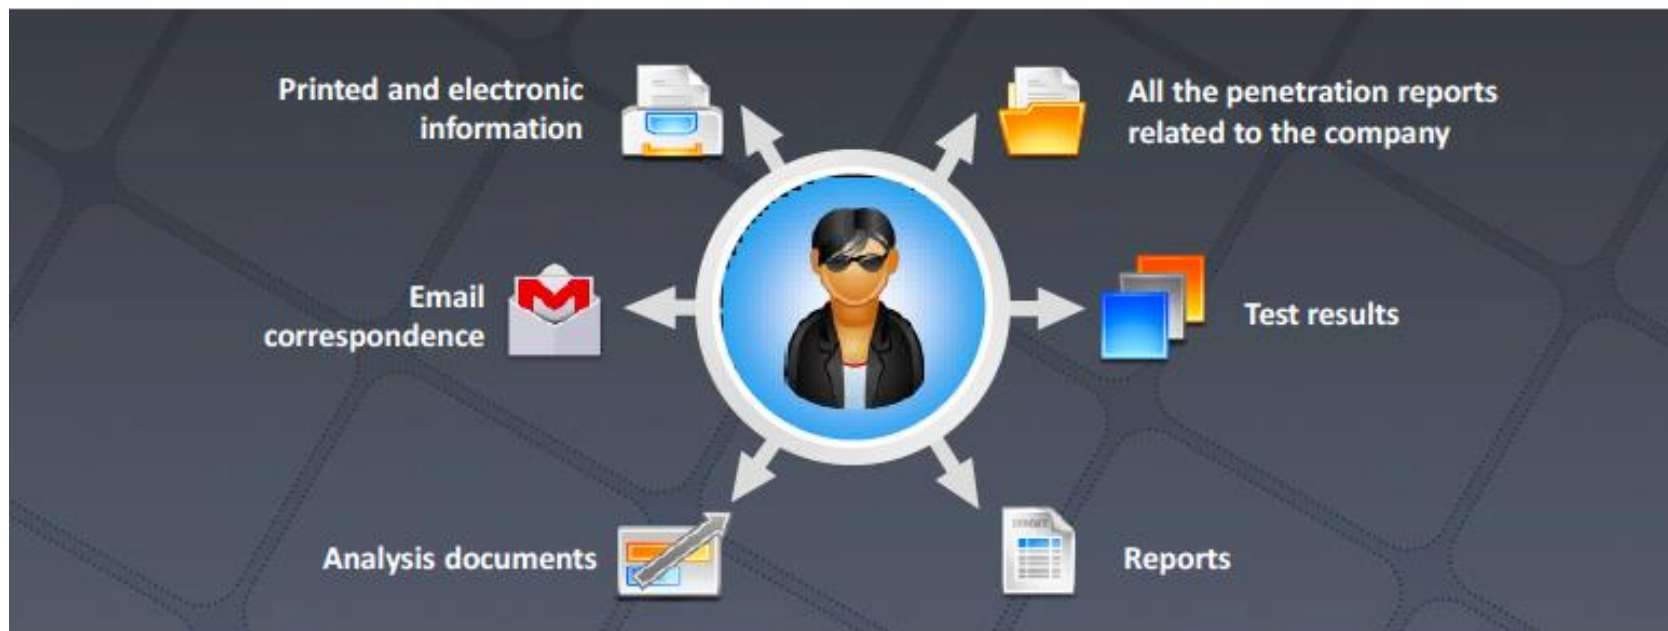 Printed and electronic
information
All the penetration reports
related to the company
Email
correspondence
Test results
Analysis documents
REPORT
Reports